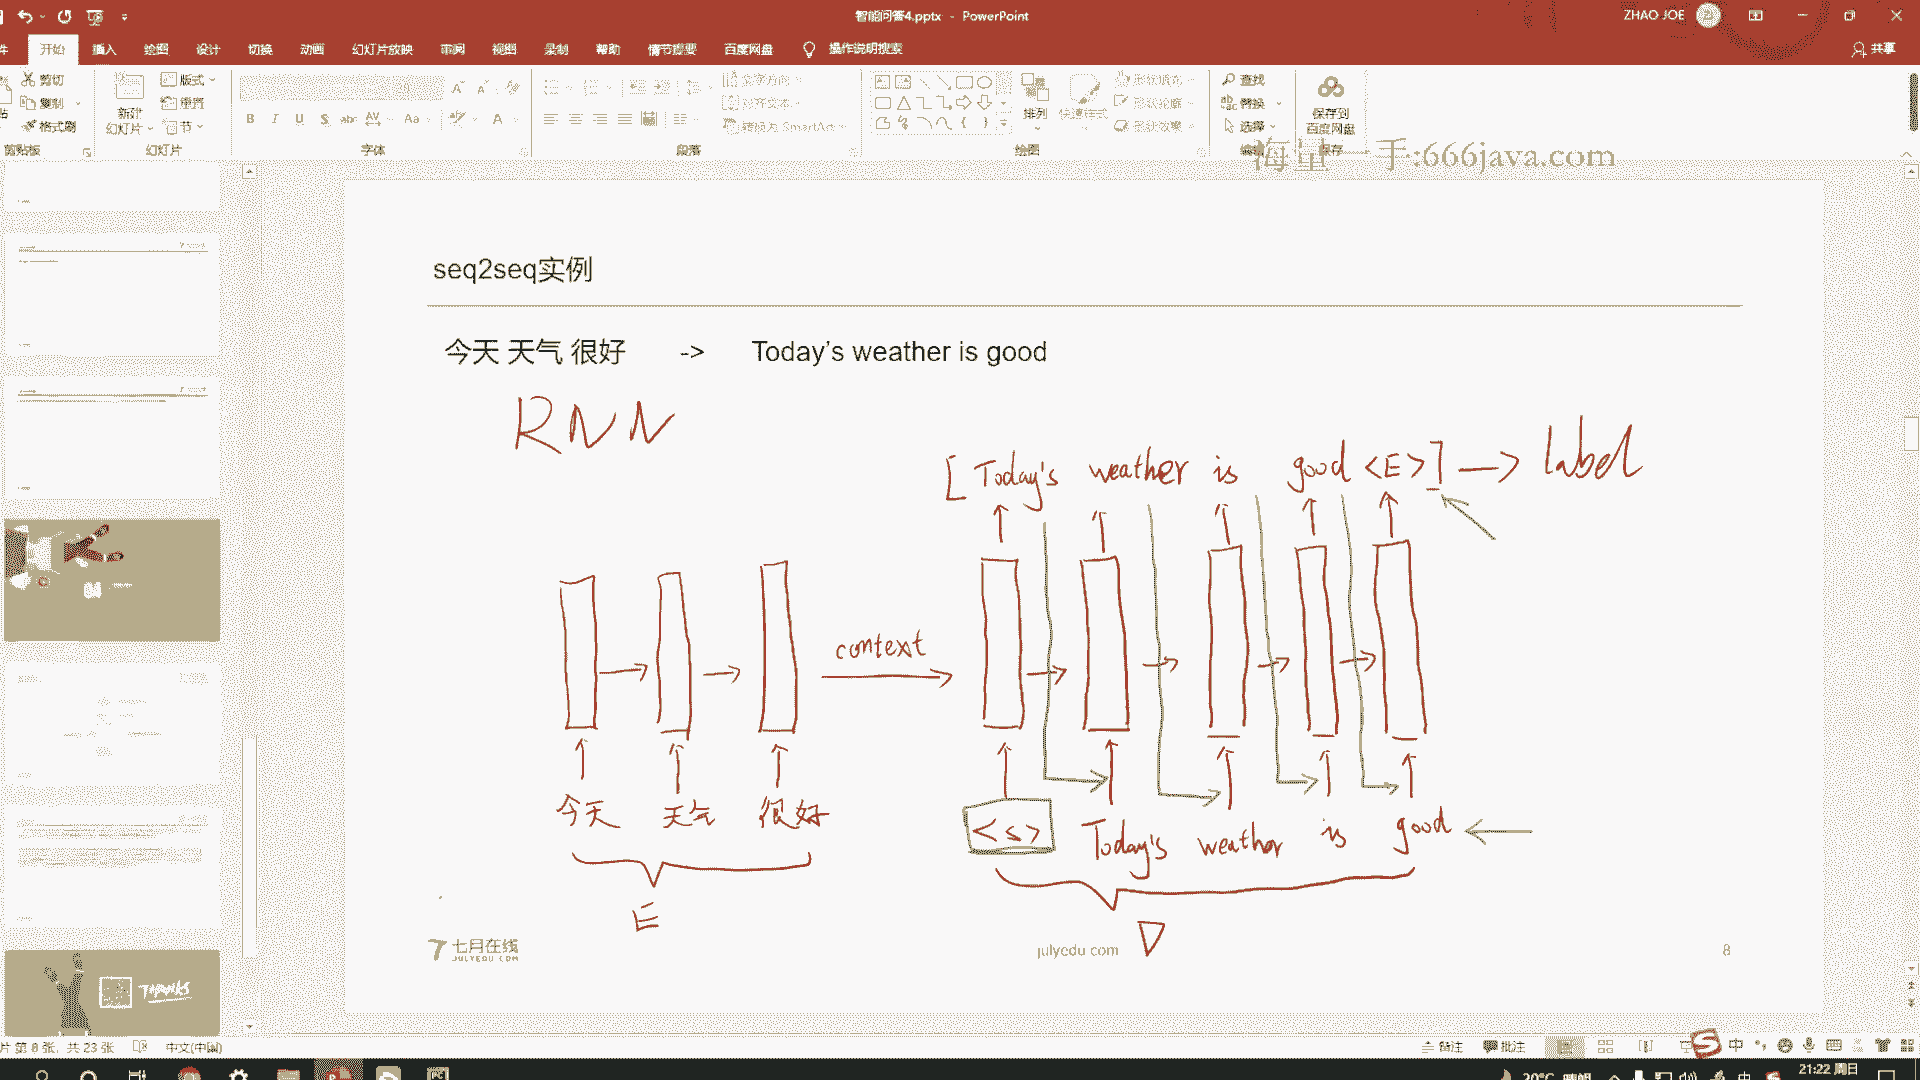 智能问答4.pptx - PowerPoint
ZHAO JOE
开始 插入 绘图 设计 切换 动画 幻灯片放映 审阅 视图 录制 帮助 情节提要 百度网盘 操作说明搜索
共享
剪切
复制
格式刷
剪贴板
新建
幻灯片
版式
重置
节
幻灯片
B I U S abc AV Aa A
字体
文字方向
对齐文本
转换为 SmartArt
段落
排列
快速样式
形状填充
形状轮廓
形状效果
绘图
查找
替换
选择
编辑
保存到
百度网盘
保存
海量一手:666java.com
seq2seq实例
今天 天气 很好 -> Today's weather is good
RNN
[ Today's weather is good <E> ] → label
context
今天 天气 很好
<s> Today's weather is good
E
D
七月在线
JULYEDU.COM
julyedu.com
8
THANKS
片 第 8 张，共 23 张 中文(中国)
备注 批注
中
20°C 晴朗
中
21:22 周日